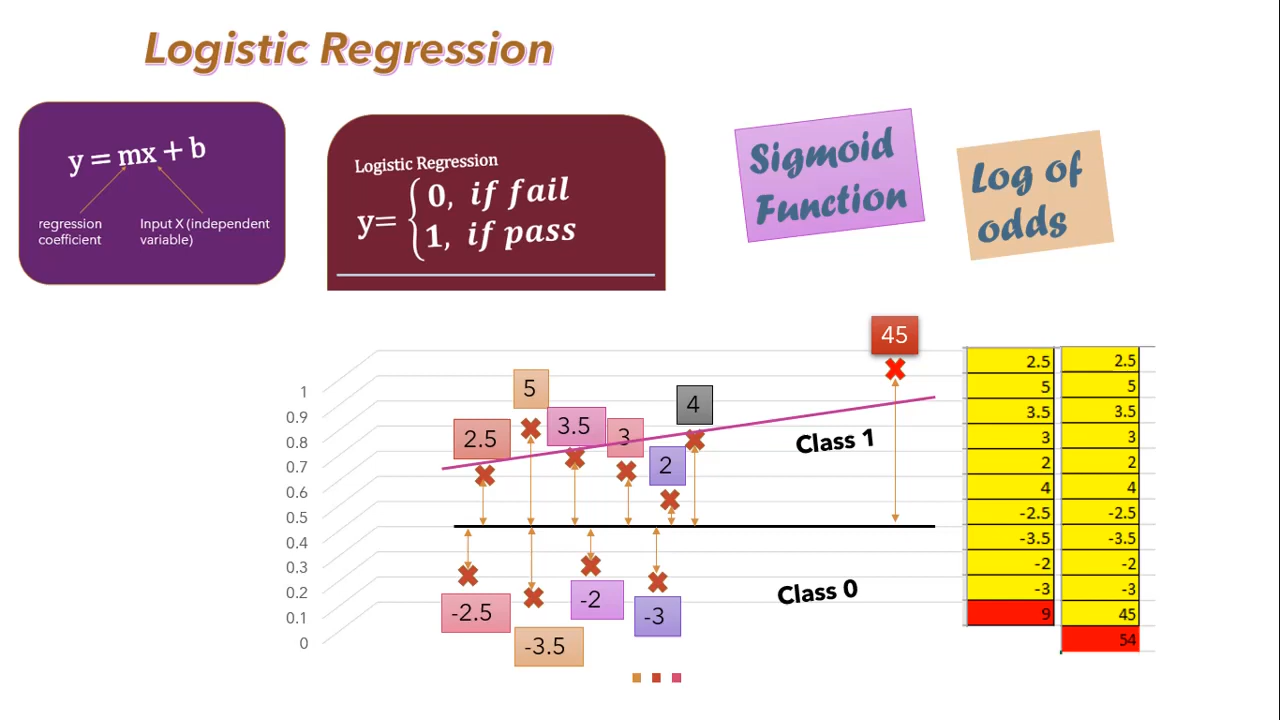 Logistic Regression
y = mx + b
regression
coefficient
Input X (independent
variable)
Logistic Regression
y= { 0, if fail
1, if pass
Sigmoid
Function
Log of
odds
1
0.9
0.8
0.7
0.6
0.5
0.4
0.3
0.2
0.1
0
2.5
5
3.5
3
2
4
45
Class 1
-2.5
-3.5
-2
-3
Class 0
2.5 2.5
5 5
3.5 3.5
3 3
2 2
4 4
-2.5 -2.5
-3.5 -3.5
-2 -2
-3 -3
9 45
54